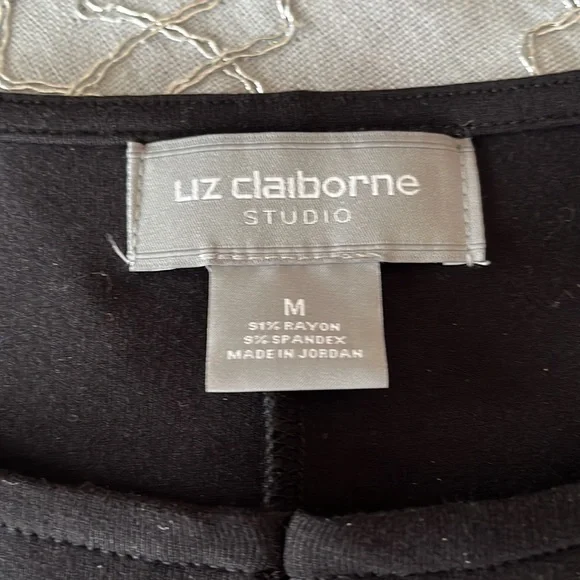 Liz claiborne
STUDIO
M
91% RAYON
9% SPANDEX
MADE IN JORDAN